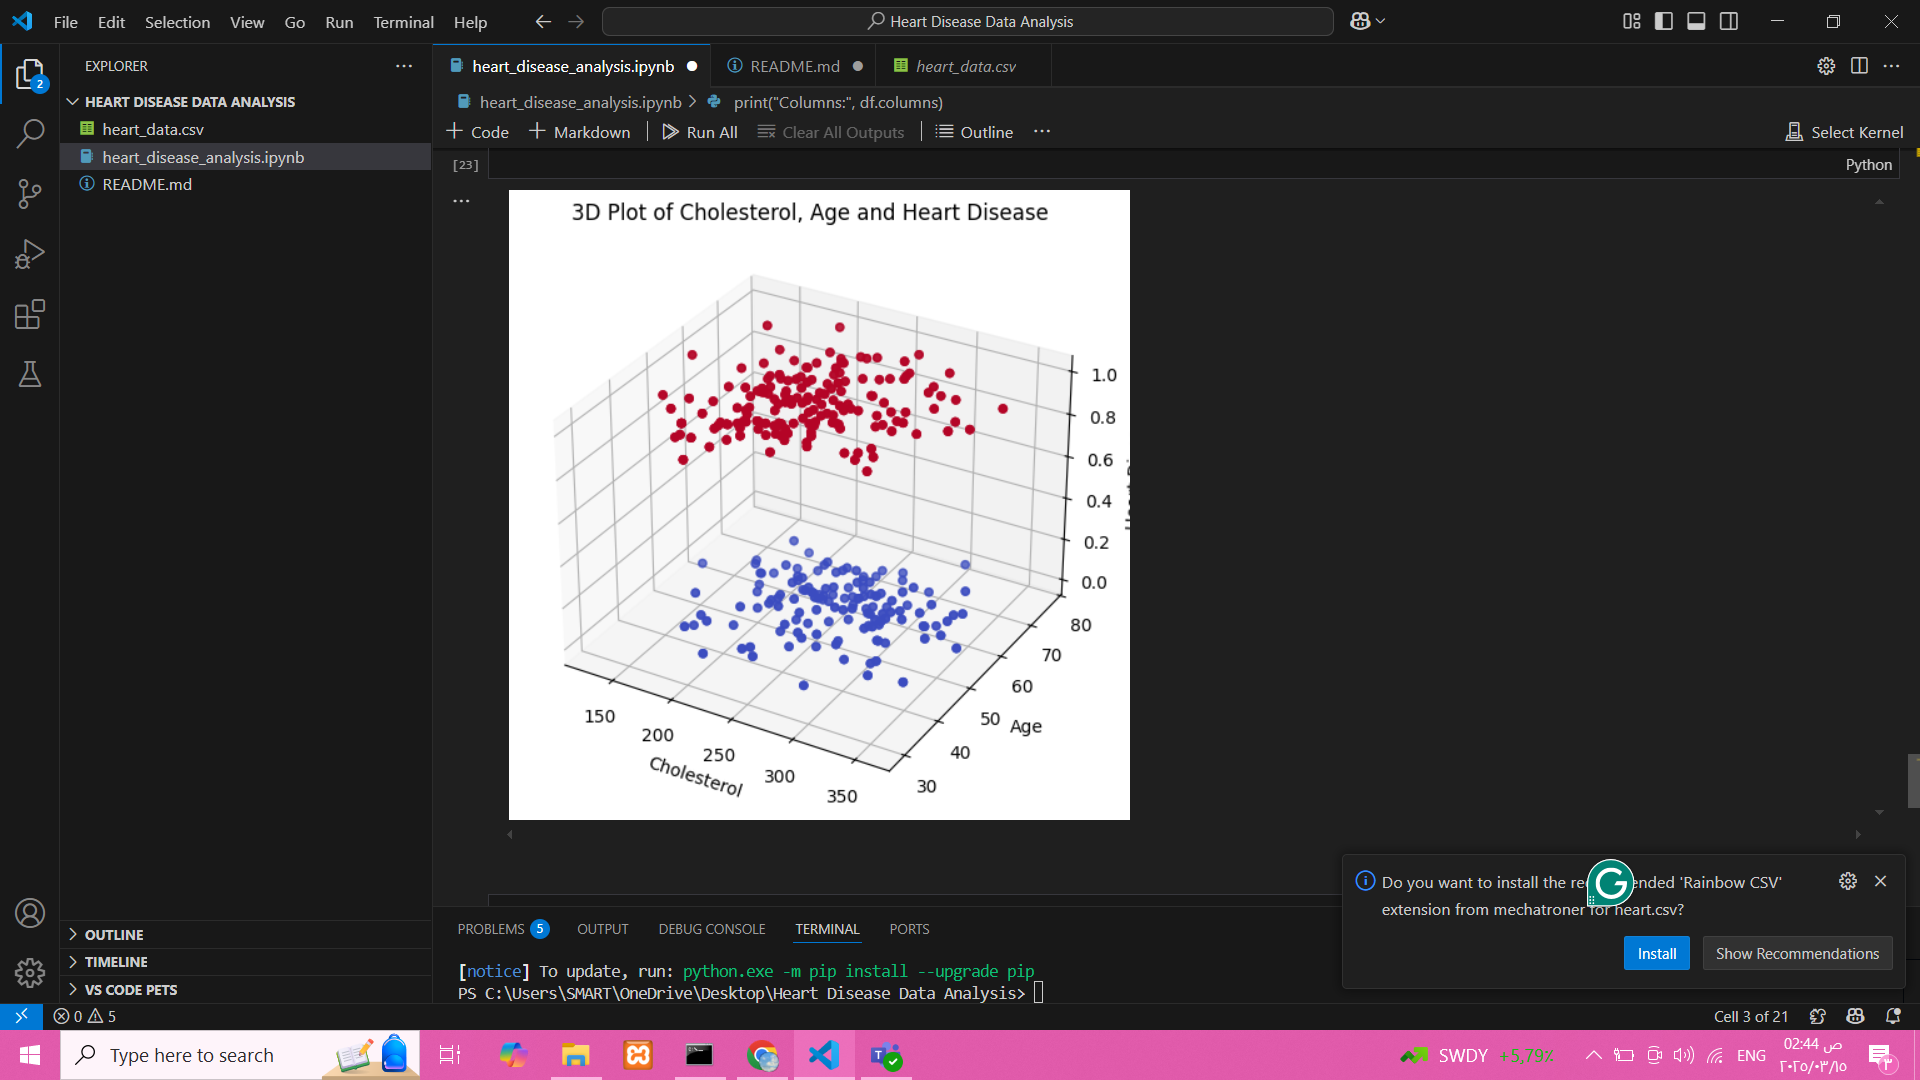 File Edit Selection View Go Run Terminal Help
Heart Disease Data Analysis
EXPLORER
2
HEART DISEASE DATA ANALYSIS
heart_data.csv
heart_disease_analysis.ipynb
README.md
heart_disease_analysis.ipynb README.md heart_data.csv
heart_disease_analysis.ipynb > print("Columns:", df.columns)
+ Code + Markdown Run All Clear All Outputs Outline ... Select Kernel
[23] Python
3D Plot of Cholesterol, Age and Heart Disease
1.0
0.8
0.6
0.4
0.2
0.0
80
70
60
50
40
30
Age
150
200
250
300
350
Cholesterol
OUTLINE
TIMELINE
VS CODE PETS
PROBLEMS 5 OUTPUT DEBUG CONSOLE TERMINAL PORTS
[notice] To update, run: python.exe -m pip install --upgrade pip
PS C:\Users\SMART\OneDrive\Desktop\Heart Disease Data Analysis>
Do you want to install the 'Rainbow CSV'
extension from mechatroner for heart.csv?
Install Show Recommendations
0 5
Cell 3 of 21
Type here to search
SWDY +5,79%
ENG
02:44 ص
٢٠٢٥/٠٣/١٥
٣